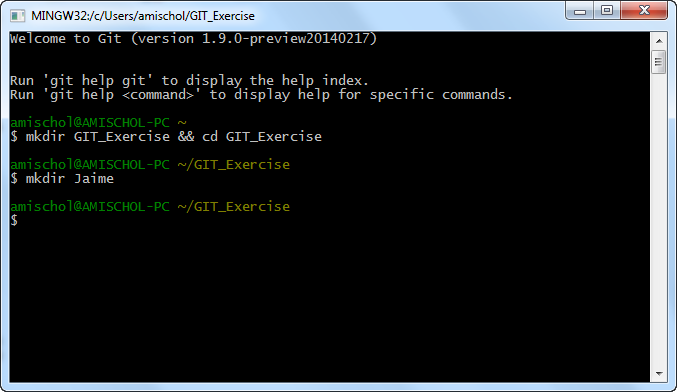 MINGW32:/c/Users/amischol/GIT_Exercise
Welcome to Git (version 1.9.0-preview20140217)
Run 'git help git' to display the help index.
Run 'git help <command>' to display help for specific commands.
amischol@AMISCHOL-PC ~
$ mkdir GIT_Exercise && cd GIT_Exercise
amischol@AMISCHOL-PC ~/GIT_Exercise
$ mkdir Jaime
amischol@AMISCHOL-PC ~/GIT_Exercise
$